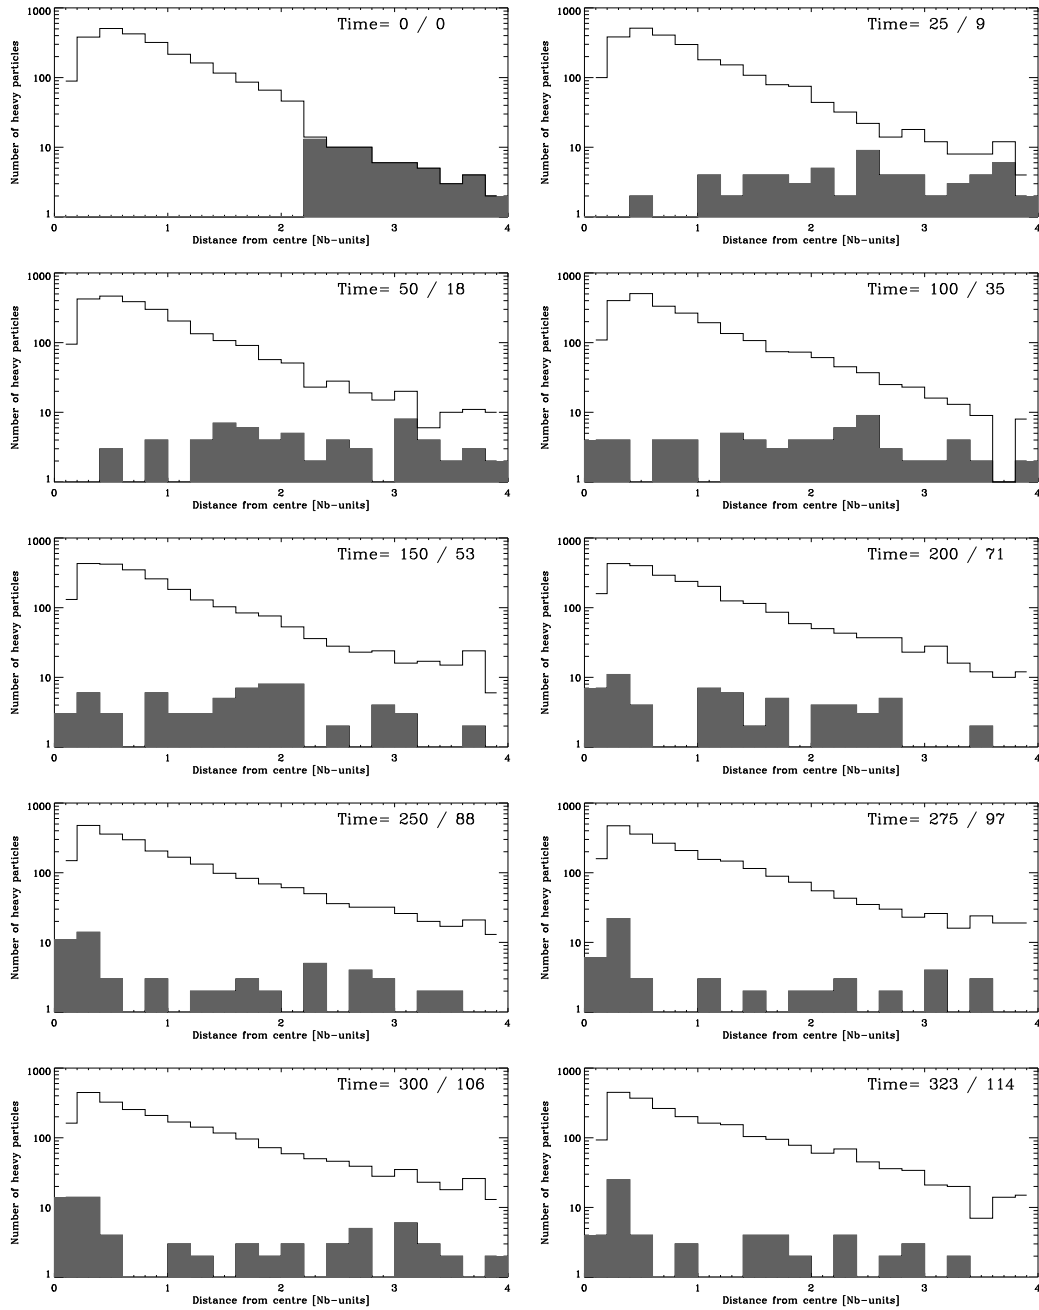 Time= 0 / 0
Number of heavy particles
1000
100
10
1
0 1 2 3 4
Distance from centre [Nb-units]
Time= 25 / 9
Number of heavy particles
1000
100
10
1
0 1 2 3 4
Distance from centre [Nb-units]
Time= 50 / 18
Number of heavy particles
1000
100
10
1
0 1 2 3 4
Distance from centre [Nb-units]
Time= 100 / 35
Number of heavy particles
1000
100
10
1
0 1 2 3 4
Distance from centre [Nb-units]
Time= 150 / 53
Number of heavy particles
1000
100
10
1
0 1 2 3 4
Distance from centre [Nb-units]
Time= 200 / 71
Number of heavy particles
1000
100
10
1
0 1 2 3 4
Distance from centre [Nb-units]
Time= 250 / 88
Number of heavy particles
1000
100
10
1
0 1 2 3 4
Distance from centre [Nb-units]
Time= 275 / 97
Number of heavy particles
1000
100
10
1
0 1 2 3 4
Distance from centre [Nb-units]
Time= 300 / 106
Number of heavy particles
1000
100
10
1
0 1 2 3 4
Distance from centre [Nb-units]
Time= 323 / 114
Number of heavy particles
1000
100
10
1
0 1 2 3 4
Distance from centre [Nb-units]